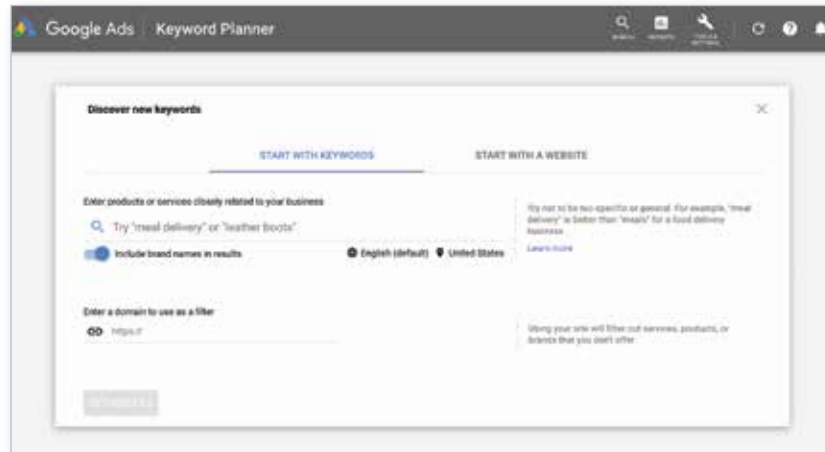 Google Ads Keyword Planner
SEARCH REPORTS TOOLS & SETTINGS
Discover new keywords
START WITH KEYWORDS START WITH A WEBSITE
Enter products or services closely related to your business
Try "meal delivery" or "leather boots"
Include brand names in results English (default) United States
Try not to be too specific or general. For example, "meal
delivery" is better than "meals" for a food delivery
business
Learn more
Enter a domain to use as a filter
https://
Using your site will filter out services, products, or
brands that you don't offer